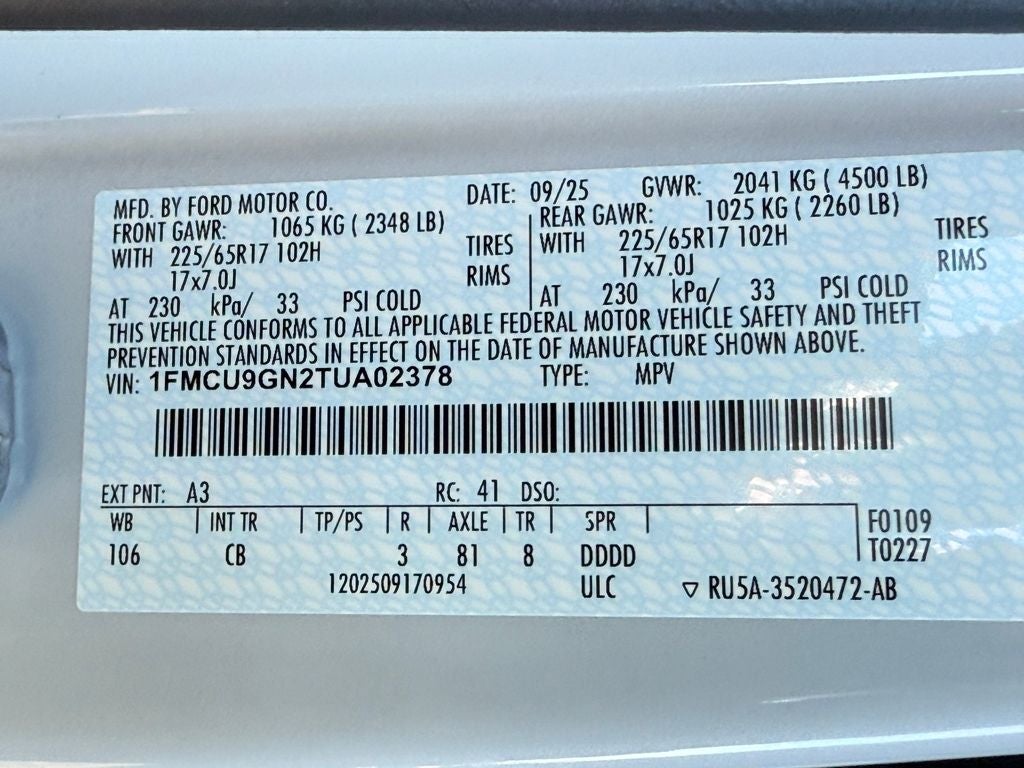 MFD. BY FORD MOTOR CO. DATE: 09/25 GVWR: 2041 KG ( 4500 LB)
FRONT GAWR: 1065 KG ( 2348 LB) REAR GAWR: 1025 KG ( 2260 LB)
WITH 225/65R17 102H TIRES WITH 225/65R17 102H TIRES
17x7.0J RIMS 17x7.0J RIMS
AT 230 kPa/ 33 PSI COLD AT 230 kPa/ 33 PSI COLD
THIS VEHICLE CONFORMS TO ALL APPLICABLE FEDERAL MOTOR VEHICLE SAFETY AND THEFT
PREVENTION STANDARDS IN EFFECT ON THE DATE OF MANUFACTURE SHOWN ABOVE.
VIN: 1FMCU9GN2TUA02378 TYPE: MPV
EXT PNT: A3 RC: 41 DSO:
WB INT TR TP/PS R AXLE TR SPR F0109
106 CB 3 81 8 DDDD T0227
1202509170954 ULC RU5A-3520472-AB